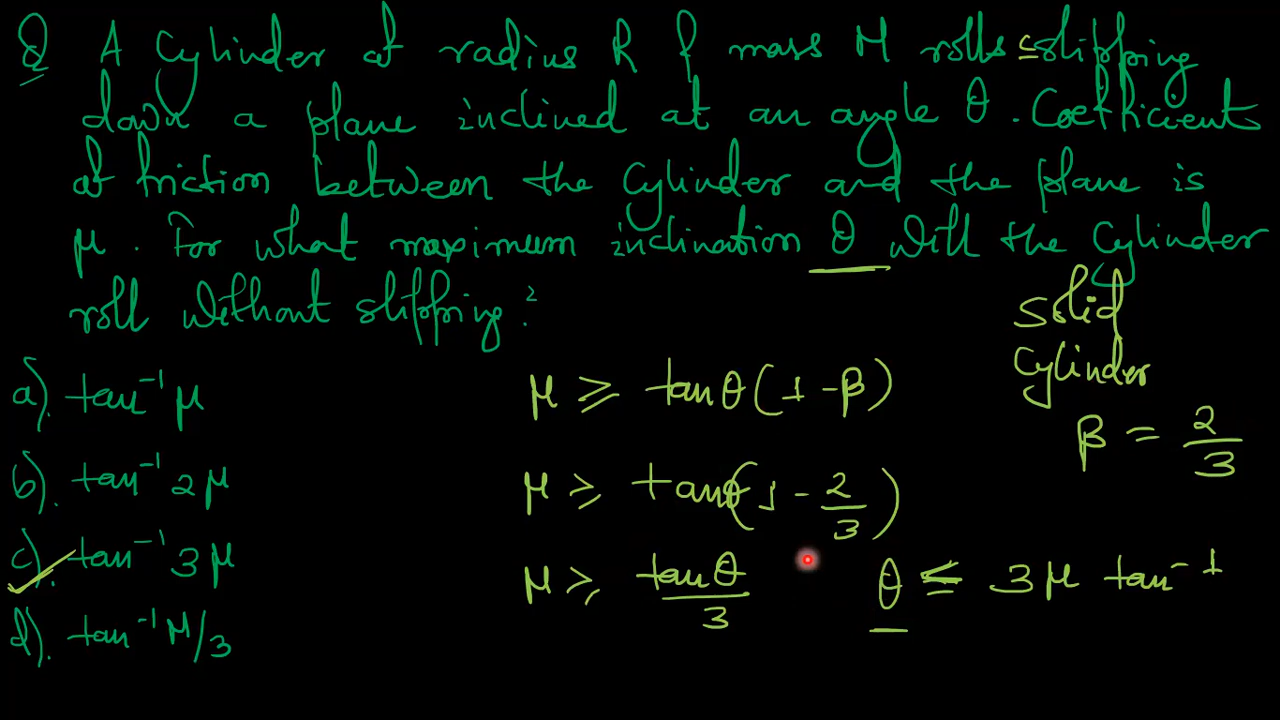 Q A Cylinder of radius R & mass M rolls c̄ slipping
down a plane inclined at an angle θ. Coefficient
of friction between the cylinder and the plane is
μ. For what maximum inclination θ will the cylinder
roll without slipping?
solid
cylinder
a). tan⁻¹ μ
μ ≥ tanθ(1 - β)
β = 2/3
b). tan⁻¹ 2μ
μ ≥ tanθ(1 - 2/3)
c). tan⁻¹ 3μ
μ ≥ tanθ/3
θ ≤ 3μ tan⁻¹
d). tan⁻¹ μ/3